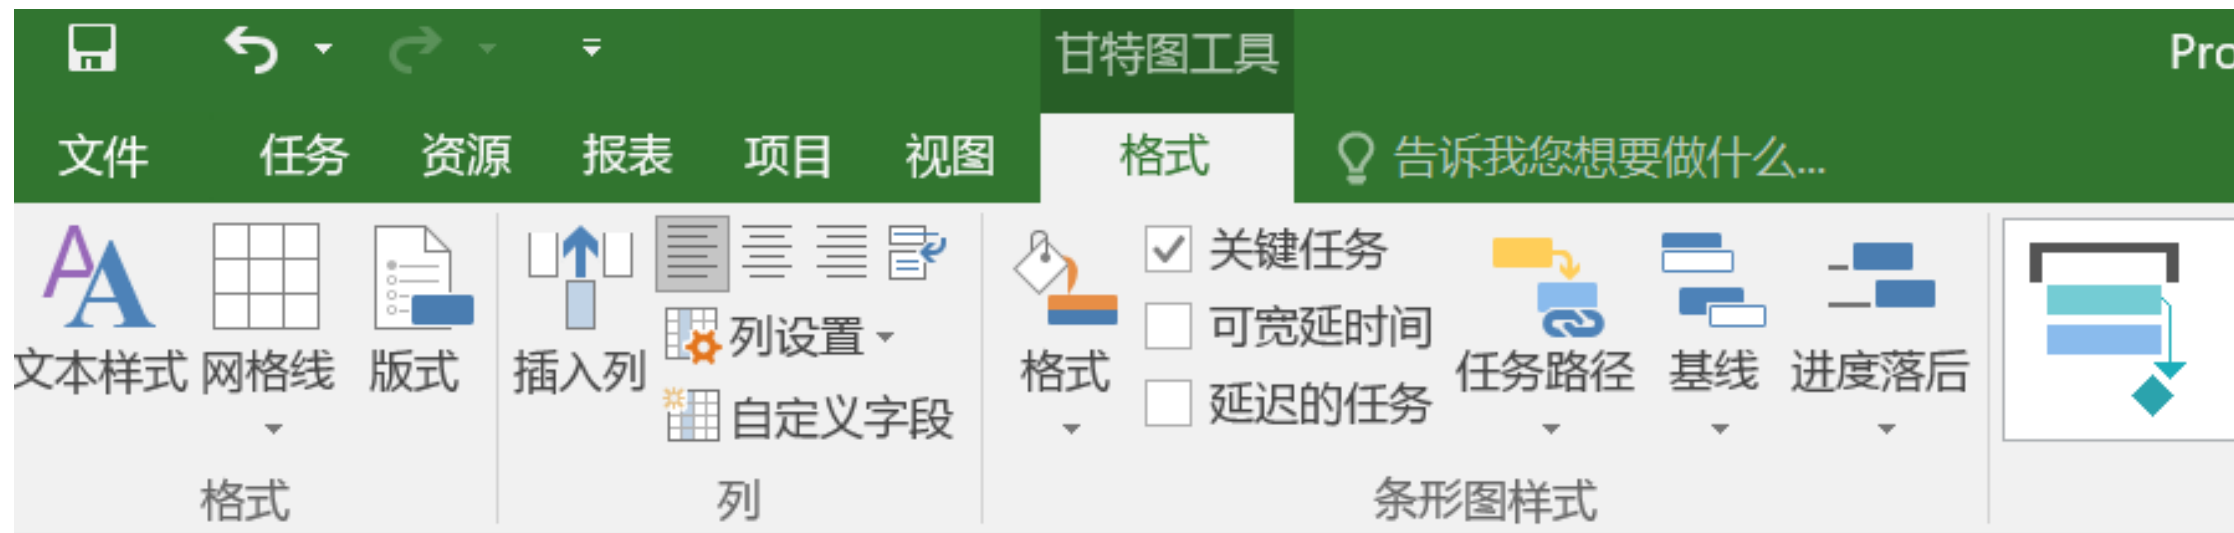 甘特图工具
Pro
文件 任务 资源 报表 项目 视图 格式 告诉我您想要做什么...
文本样式 网格线 版式 插入列 列设置 自定义字段 格式 关键任务 可宽延时间 延迟的任务 任务路径 基线 进度落后
格式 列 条形图样式